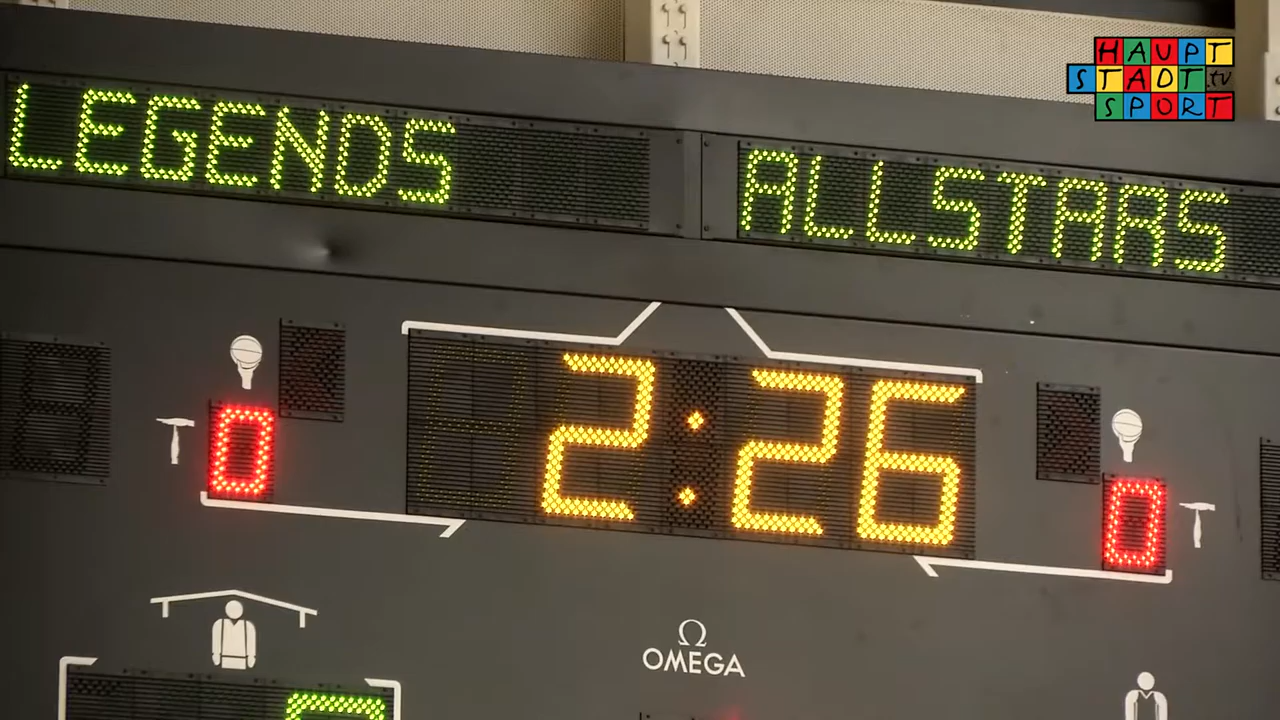 HAUPT
STADT.tv
SPORT
LEGENDS
ALLSTARS
2:26
0
0
Ω
OMEGA